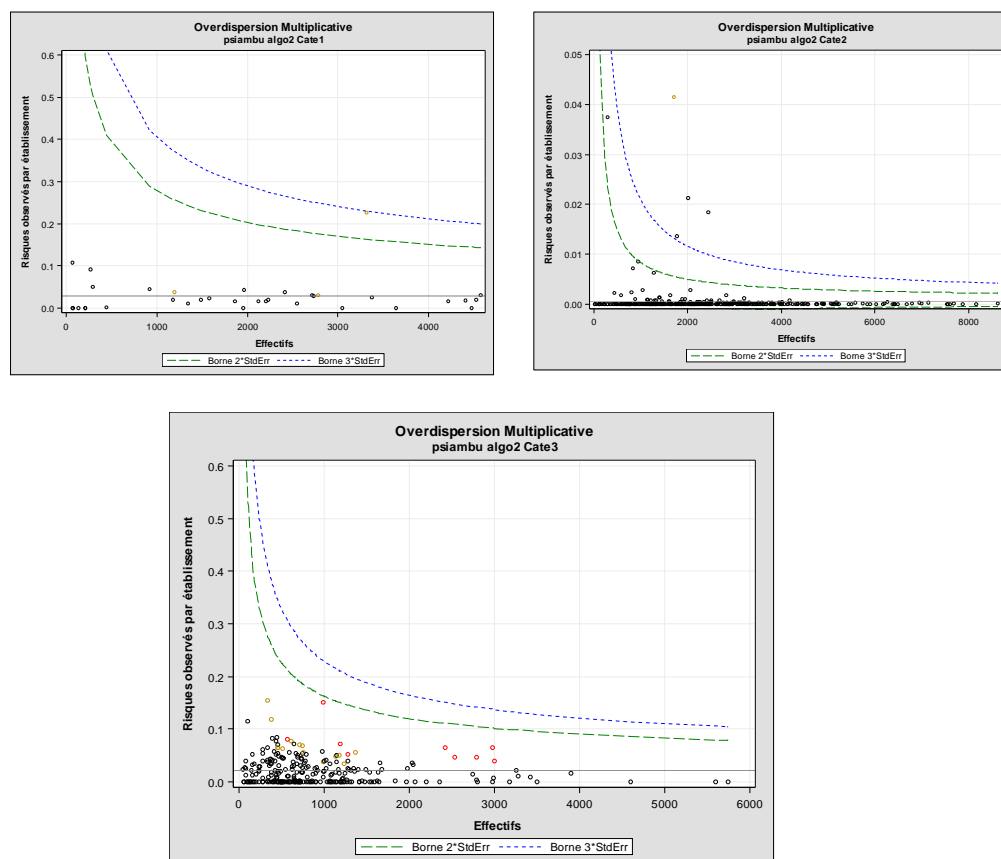 Overdispersion Multiplicative
psiambu algo2 Cate1
Risques observés par établissement
0.6
0.5
0.4
0.3
0.2
0.1
0.0
0 1000 2000 3000 4000
Effectifs
Borne 2*StdErr Borne 3*StdErr
Overdispersion Multiplicative
psiambu algo2 Cate2
Risques observés par établissement
0.05
0.04
0.03
0.02
0.01
0.00
0 2000 4000 6000 8000
Effectifs
Borne 2*StdErr Borne 3*StdErr
Overdispersion Multiplicative
psiambu algo2 Cate3
Risques observés par établissement
0.6
0.5
0.4
0.3
0.2
0.1
0.0
0 1000 2000 3000 4000 5000 6000
Effectifs
Borne 2*StdErr Borne 3*StdErr